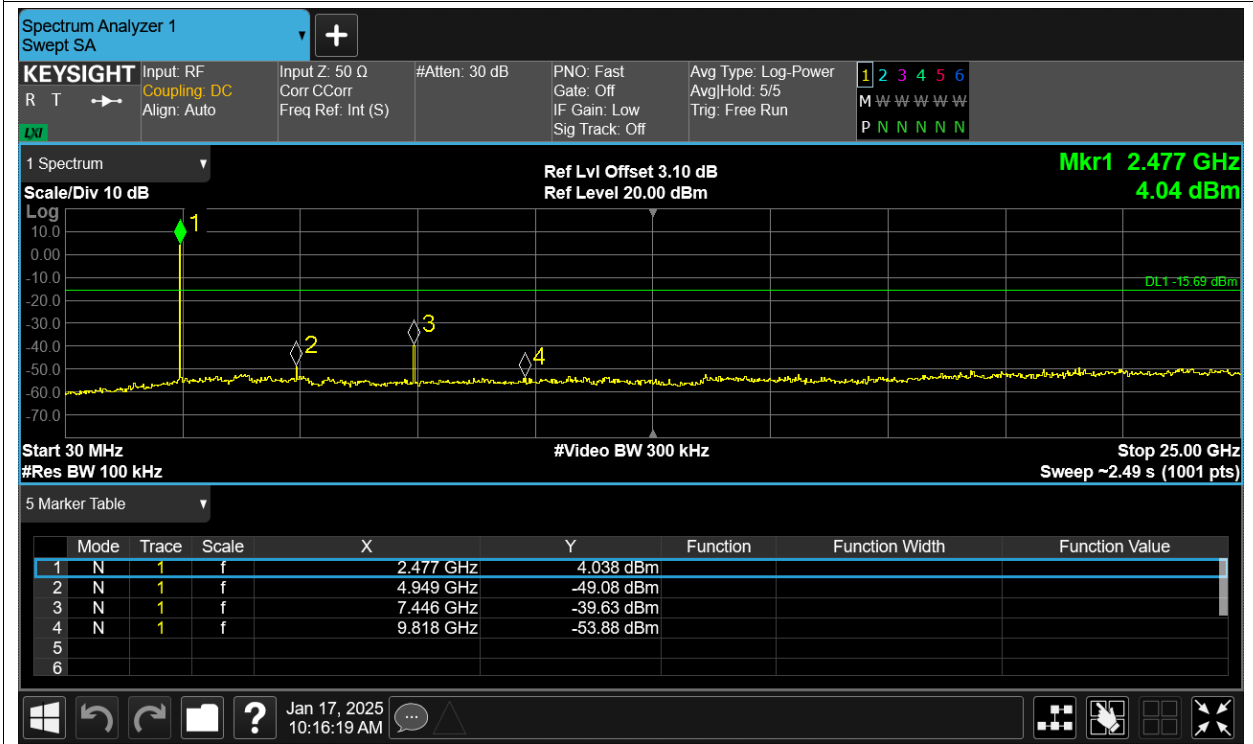 Spectrum Analyzer 1
Swept SA
+
KEYSIGHT
R T
LXI
Input: RF
Coupling: DC
Align: Auto
Input Z: 50 Ω
Corr CCorr
Freq Ref: Int (S)
#Atten: 30 dB
PNO: Fast
Gate: Off
IF Gain: Low
Sig Track: Off
Avg Type: Log-Power
Avg|Hold: 5/5
Trig: Free Run
1 2 3 4 5 6
M W W W W W
P N N N N N
1 Spectrum
Scale/Div 10 dB
Ref Lvl Offset 3.10 dB
Ref Level 20.00 dBm
Mkr1 2.477 GHz
4.04 dBm
Log
10.0
0.00
-10.0
-20.0
-30.0
-40.0
-50.0
-60.0
-70.0
1
2
3
4
DL1 -15.69 dBm
Start 30 MHz
#Video BW 300 kHz
Stop 25.00 GHz
#Res BW 100 kHz
Sweep ~2.49 s (1001 pts)
5 Marker Table
Mode Trace Scale X Y Function Function Width Function Value
1 N 1 f 2.477 GHz 4.038 dBm
2 N 1 f 4.949 GHz -49.08 dBm
3 N 1 f 7.446 GHz -39.63 dBm
4 N 1 f 9.818 GHz -53.88 dBm
5
6
?
Jan 17, 2025
10:16:19 AM